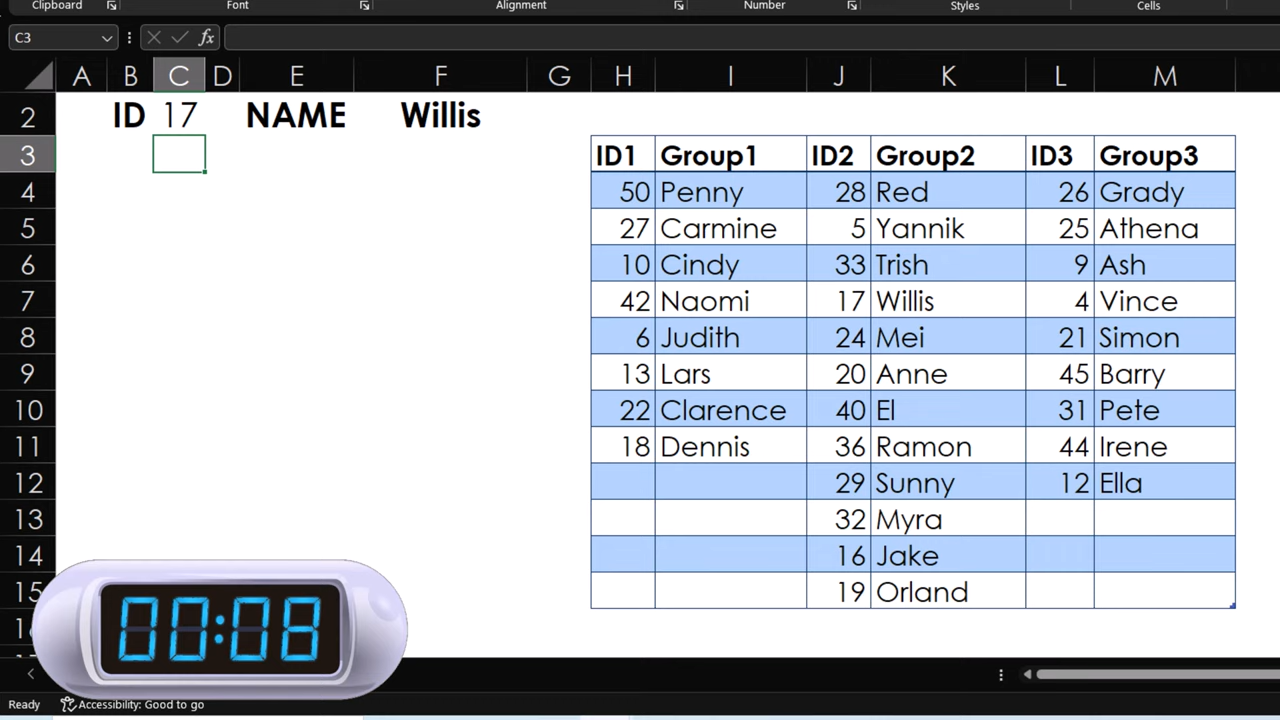 Clipboard Font Alignment Number Styles Cells
C3 fx
A B C D E F G H I J K L M
2 ID 17 NAME Willis
3 ID1 Group1 ID2 Group2 ID3 Group3
4 50 Penny 28 Red 26 Grady
5 27 Carmine 5 Yannik 25 Athena
6 10 Cindy 33 Trish 9 Ash
7 42 Naomi 17 Willis 4 Vince
8 6 Judith 24 Mei 21 Simon
9 13 Lars 20 Anne 45 Barry
10 22 Clarence 40 El 31 Pete
11 18 Dennis 36 Ramon 44 Irene
12 29 Sunny 12 Ella
13 32 Myra
14 16 Jake
15 19 Orland
00:08
Ready Accessibility: Good to go